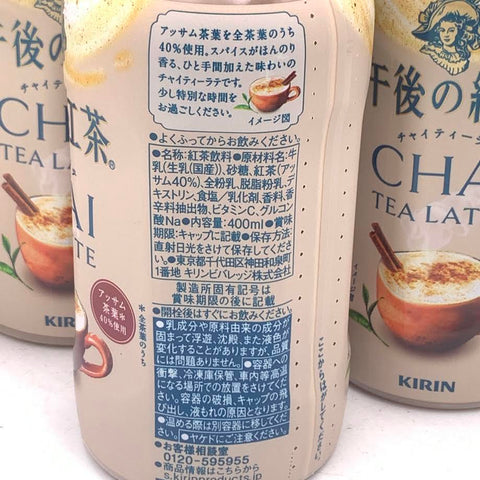 アッサム茶葉を全茶葉のうち
40%使用。スパイスがほんのり
香る、ひと手間加えた味わいの
チャイティーラテです。
少し特別な時間を
お過ごしください。
イメージ図
●よくふってからお飲みください。
●名称:紅茶飲料●原材料名:牛
乳(生乳(国産))、砂糖、紅茶(アッ
サム40%)、全粉乳、脱脂粉乳、デ
キストリン、食塩/乳化剤、香料、香
辛料抽出物、ビタミンC、グルコン
酸Na●内容量:400ml●賞味
期限:キャップに記載●保存方法:
直射日光をさけて保存してくださ
い。●東京都千代田区神田和泉町
1番地 キリンビバレッジ株式会社
製造所固有記号は
賞味期限の後に記載
●開栓後はすぐにお飲みください。
●乳成分や原料由来の成分が
固まって浮遊、沈殿、また液色が
変化することがありますが、品質
には問題ありません。●容器への
衝撃、冷凍庫保管、車内等高温
になる場所での放置をさけてくだ
さい。容器の破損、キャップの飛
び出し、液もれの原因となります。
●温める際は別容器に移してくだ
さい。●ヤケドにご注意ください。
●お客様相談室
0120-595955
●商品情報はこちらから
s.kirinproducts.jp
ここからはがしてください。
紅茶®
アッサム
茶葉※
40%使用
※全茶葉のうち
CH
TEA LA
KIRI
午後の
チャイティー
CHA
TEA LAT
KIRIN